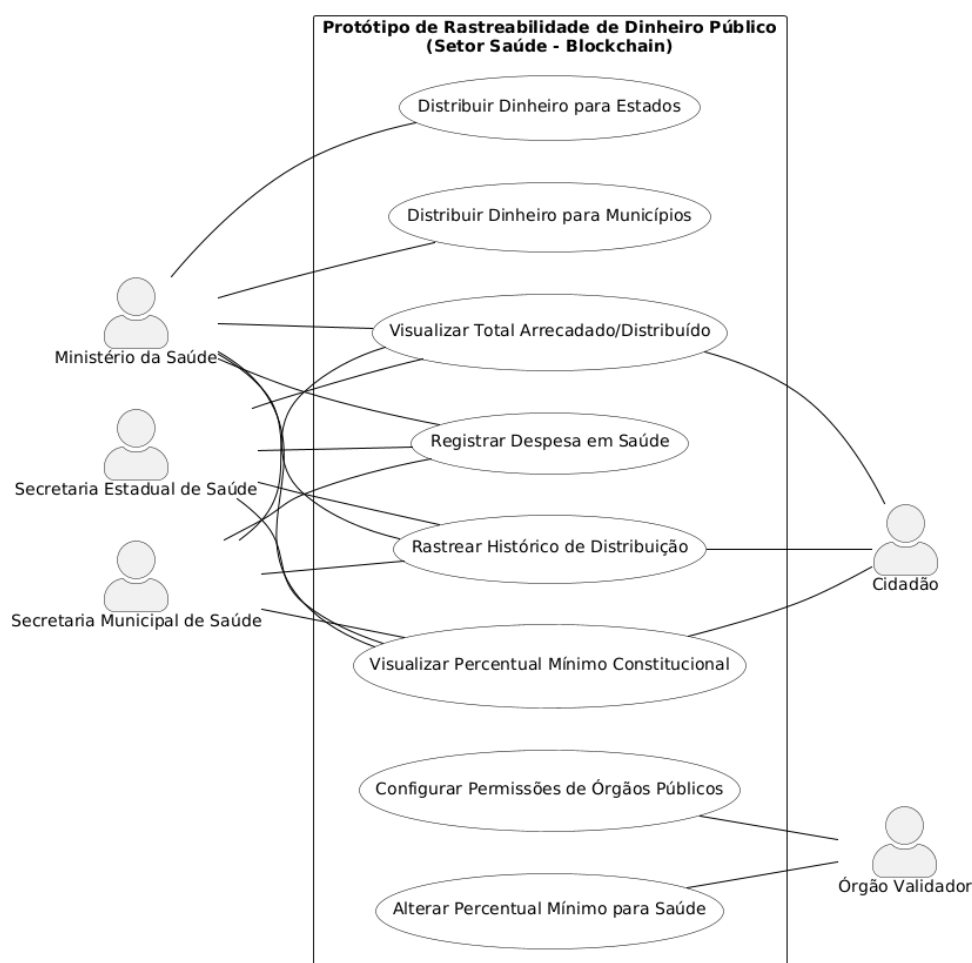 Protótipo de Rastreabilidade de Dinheiro Público
(Setor Saúde - Blockchain)
Distribuir Dinheiro para Estados
Distribuir Dinheiro para Municípios
Visualizar Total Arrecadado/Distribuído
Ministério da Saúde
Registrar Despesa em Saúde
Secretaria Estadual de Saúde
Rastrear Histórico de Distribuição
Cidadão
Secretaria Municipal de Saúde
Visualizar Percentual Mínimo Constitucional
Configurar Permissões de Órgãos Públicos
Órgão Validador
Alterar Percentual Mínimo para Saúde